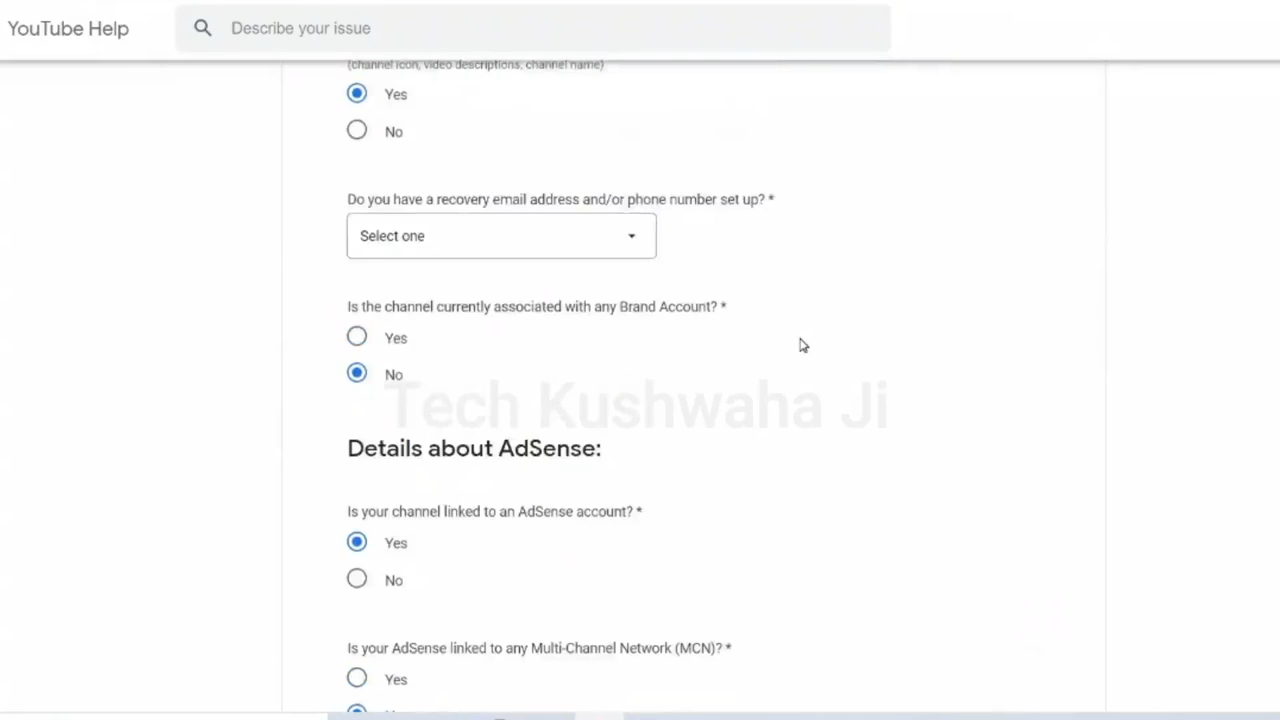 YouTube Help
Describe your issue
(channel icon, video descriptions, channel name)
Yes
No
Do you have a recovery email address and/or phone number set up? *
Select one
Is the channel currently associated with any Brand Account? *
Yes
No
Tech Kushwaha Ji
Details about AdSense:
Is your channel linked to an AdSense account? *
Yes
No
Is your AdSense linked to any Multi-Channel Network (MCN)? *
Yes